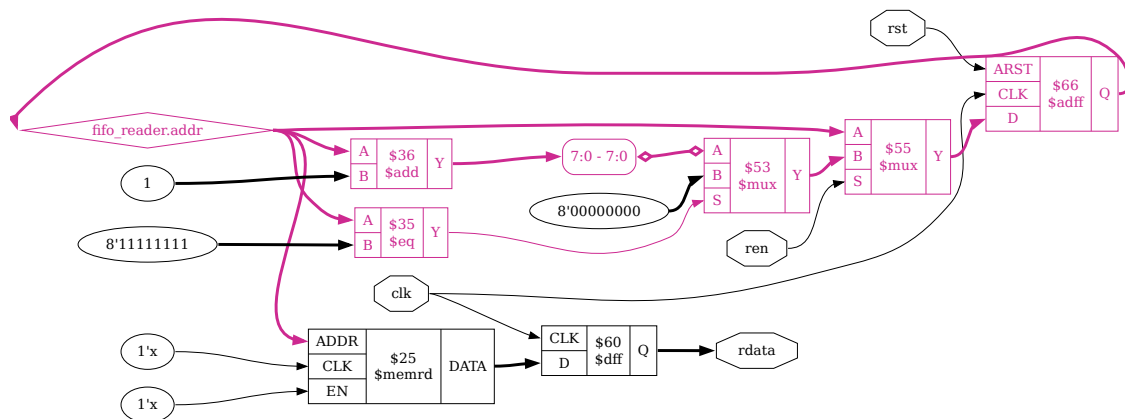 rst
ARST
CLK
D
$66
$adff
Q
fifo_reader.addr
A
B
$36
$add
Y
7:0 - 7:0
A
B
S
$53
$mux
Y
A
B
S
$55
$mux
Y
1
8'00000000
8'11111111
A
B
$35
$eq
Y
ren
clk
1'x
1'x
ADDR
CLK
EN
$25
$memrd
DATA
CLK
D
$60
$dff
Q
rdata